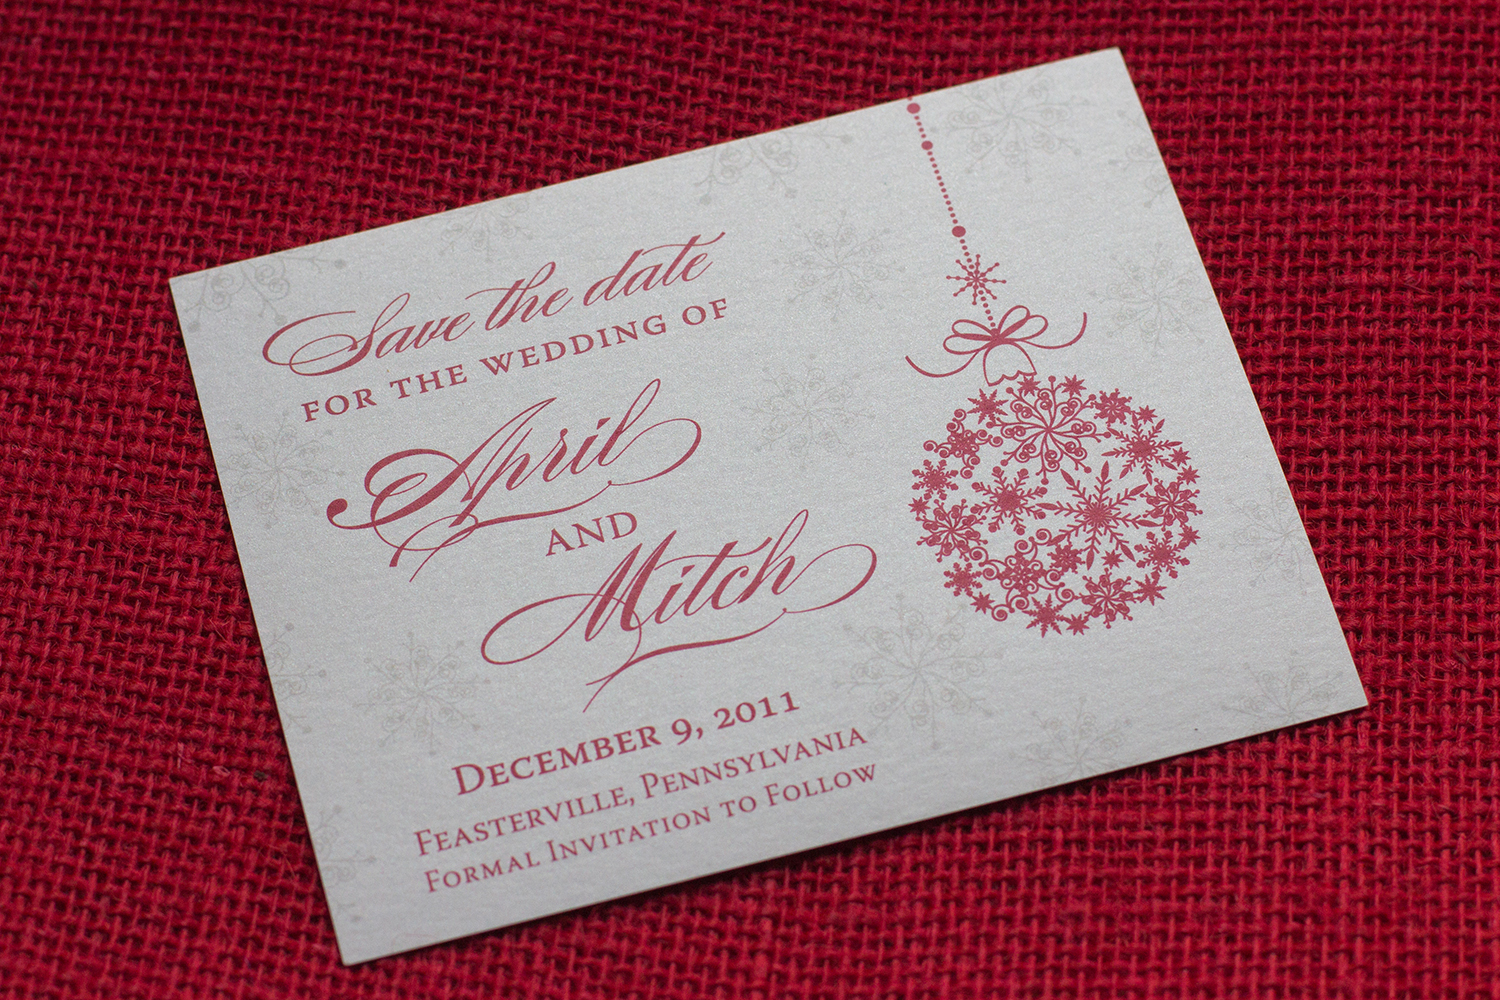 Save the date
FOR THE WEDDING OF
April
AND
Mitch
DECEMBER 9, 2011
FEASTERVILLE, PENNSYLVANIA
FORMAL INVITATION TO FOLLOW